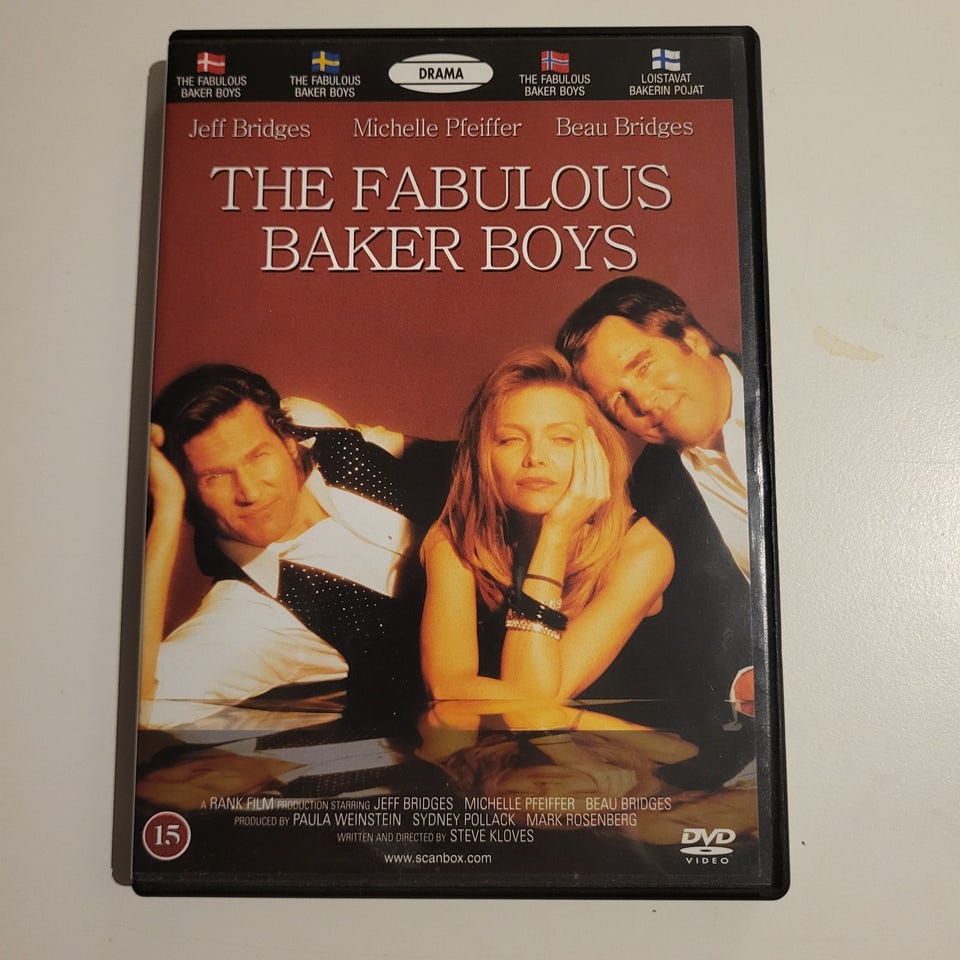 THE FABULOUS
BAKER BOYS
THE FABULOUS
BAKER BOYS
DRAMA
THE FABULOUS
BAKER BOYS
LOISTAVAT
BAKERIN POJAT
Jeff Bridges Michelle Pfeiffer Beau Bridges
THE FABULOUS
BAKER BOYS
A RANK FILM PRODUCTION STARRING JEFF BRIDGES MICHELLE PFEIFFER BEAU BRIDGES
PRODUCED BY PAULA WEINSTEIN SYDNEY POLLACK MARK ROSENBERG
WRITTEN AND DIRECTED BY STEVE KLOVES
www.scanbox.com
15
DVD
VIDEO